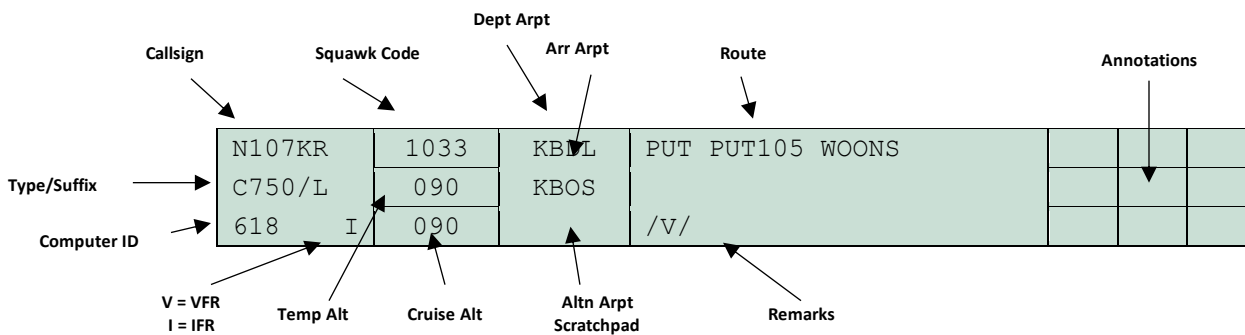 Dept Arpt
Callsign
Squawk Code
Arr Arpt
Route
Annotations
N107KR 1033 KBDL PUT PUT105 WOONS
Type/Suffix
C750/L 090 KBOS
Computer ID
618 I 090 /V/
V = VFR
I = IFR
Temp Alt
Cruise Alt
Altn Arpt
Scratchpad
Remarks